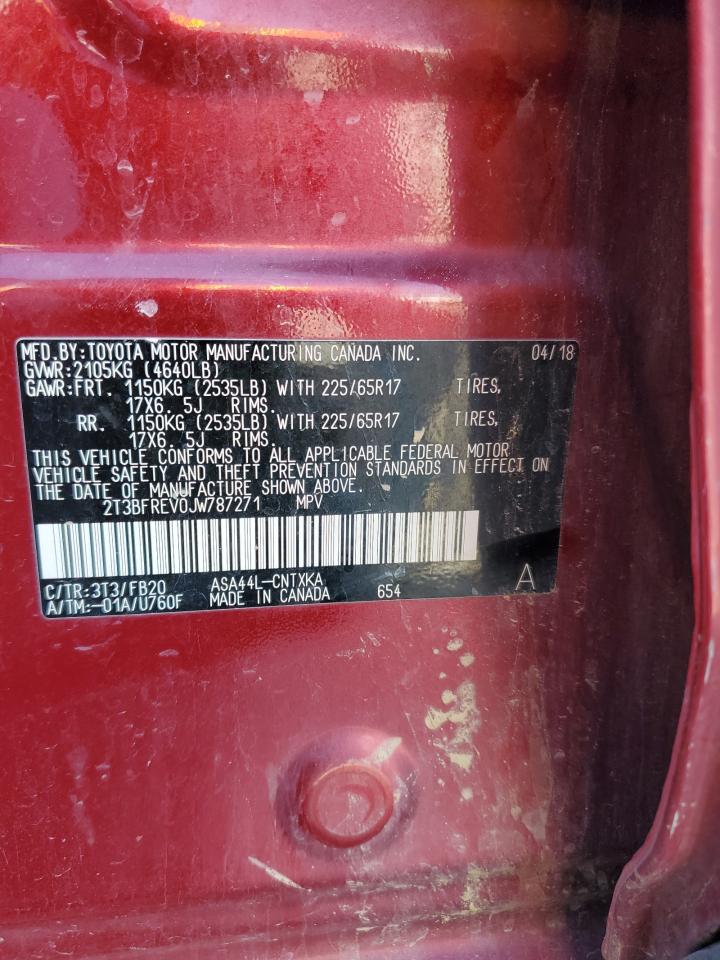 MFD.BY:TOYOTA MOTOR MANUFACTURING CANADA INC. 04/18
GVWR:2105KG (4640LB)
GAWR:FRT. 1150KG (2535LB) WITH 225/65R17 TIRES,
17X6. 5J RIMS.
RR. 1150KG (2535LB) WITH 225/65R17 TIRES,
17X6. 5J RIMS.
THIS VEHICLE CONFORMS TO ALL APPLICABLE FEDERAL MOTOR
VEHICLE SAFETY AND THEFT PREVENTION STANDARDS IN EFFECT ON
THE DATE OF MANUFACTURE SHOWN ABOVE.
2T3BFREV0JW787271 MPV
C/TR:3T3/FB20 ASA44L-CNTXKA A
A/TM:-01A/U760F MADE IN CANADA 654